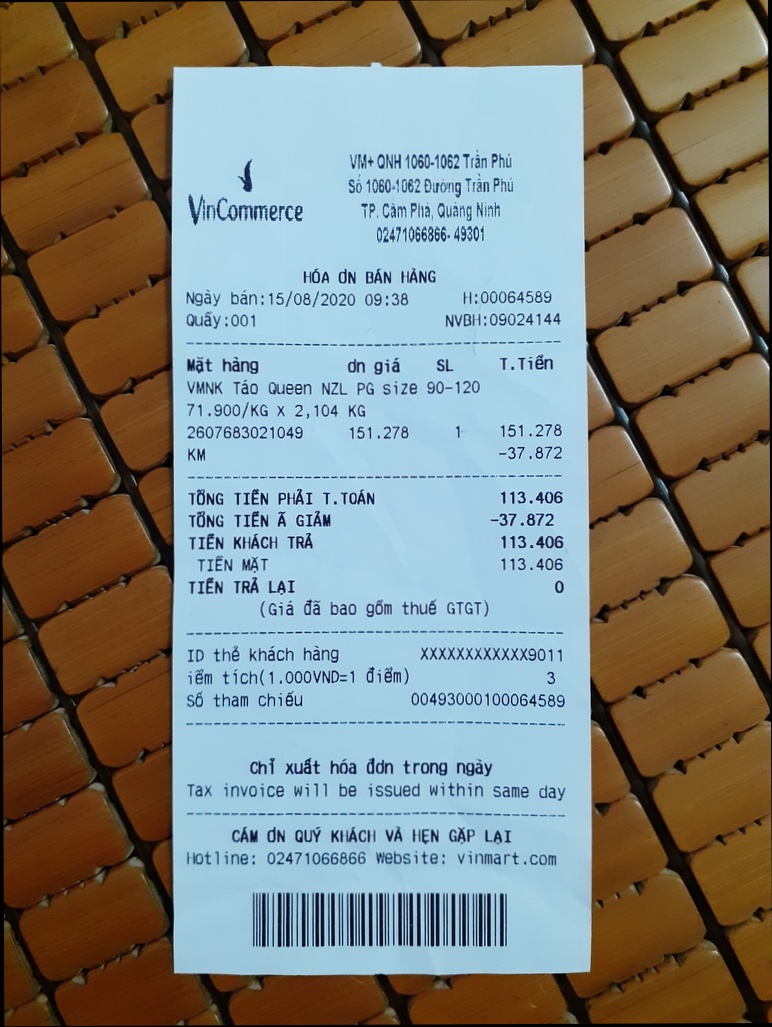 VinCommerce
VM+ QNH 1060-1062 Trần Phú
Số 1060-1062 Đường Trần Phú
TP. Cẩm Phả, Quảng Ninh
02471066866- 49301
HÓA ƠN BÁN HÀNG
Ngày bán:15/08/2020 09:38 H:00064589
Quầy:001 NVBH:09024144
Mặt hàng ơn giá SL T.Tiền
VMNK Táo Queen NZL PG size 90-120
71.900/KG X 2,104 KG
2607683021049 151.278 1 151.278
KM -37.872
TỔNG TIỀN PHẢI T.TOÁN 113.406
TỔNG TIỀN Ã GIẢM -37.872
TIỀN KHÁCH TRẢ 113.406
TIỀN MẶT 113.406
TIỀN TRẢ LẠI 0
(Giá đã bao gồm thuế GTGT)
ID thẻ khách hàng XXXXXXXXXXXX9011
iểm tích(1.000VND=1 điểm) 3
Số tham chiếu 00493000100064589
Chỉ xuất hóa đơn trong ngày
Tax invoice will be issued within same day
CẢM ƠN QUÝ KHÁCH VÀ HẸN GẶP LẠI
Hotline: 02471066866 Website: vinmart.com